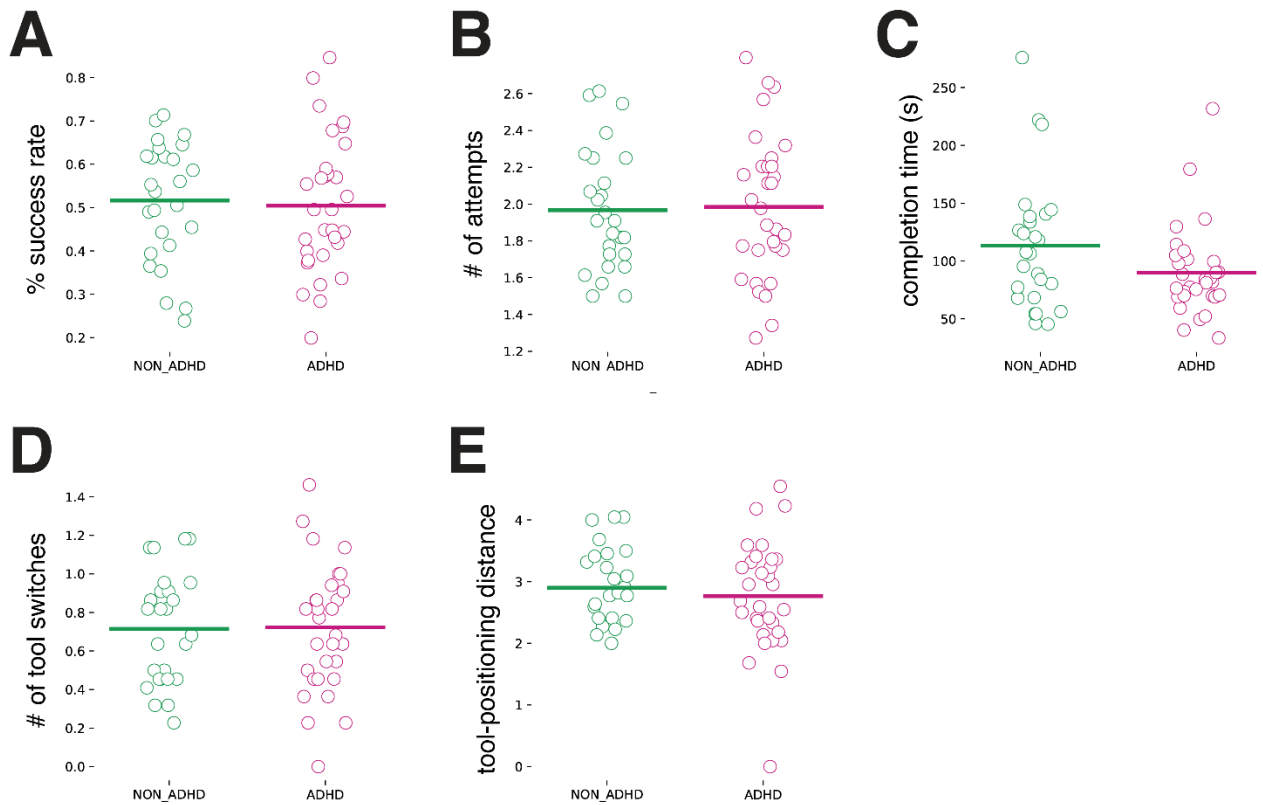 A
% success rate
0.8
0.7
0.6
0.5
0.4
0.3
0.2
NON_ADHD
ADHD
B
# of attempts
2.6
2.4
2.2
2.0
1.8
1.6
1.4
1.2
NON ADHD
ADHD
C
completion time (s)
250
200
150
100
50
NON_ADHD
ADHD
D
# of tool switches
1.4
1.2
1.0
0.8
0.6
0.4
0.2
0.0
NON_ADHD
ADHD
E
tool-positioning distance
4
3
2
1
0
NON_ADHD
ADHD